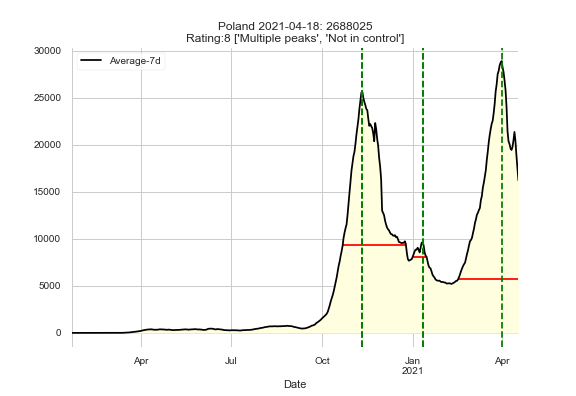 Poland 2021-04-18: 2688025
Rating:8 ['Multiple peaks', 'Not in control']
Average-7d
30000
25000
20000
15000
10000
5000
0
Apr
Jul
Oct
Jan
2021
Apr
Date